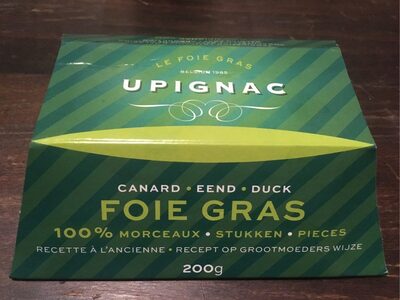 LE FOIE GRAS
BELGIUM 1985
UPIGNAC
CANARD • EEND • DUCK
FOIE GRAS
100% MORCEAUX • STUKKEN • PIECES
RECETTE À L'ANCIENNE • RECEPT OP GROOTMOEDERS WIJZE
200g